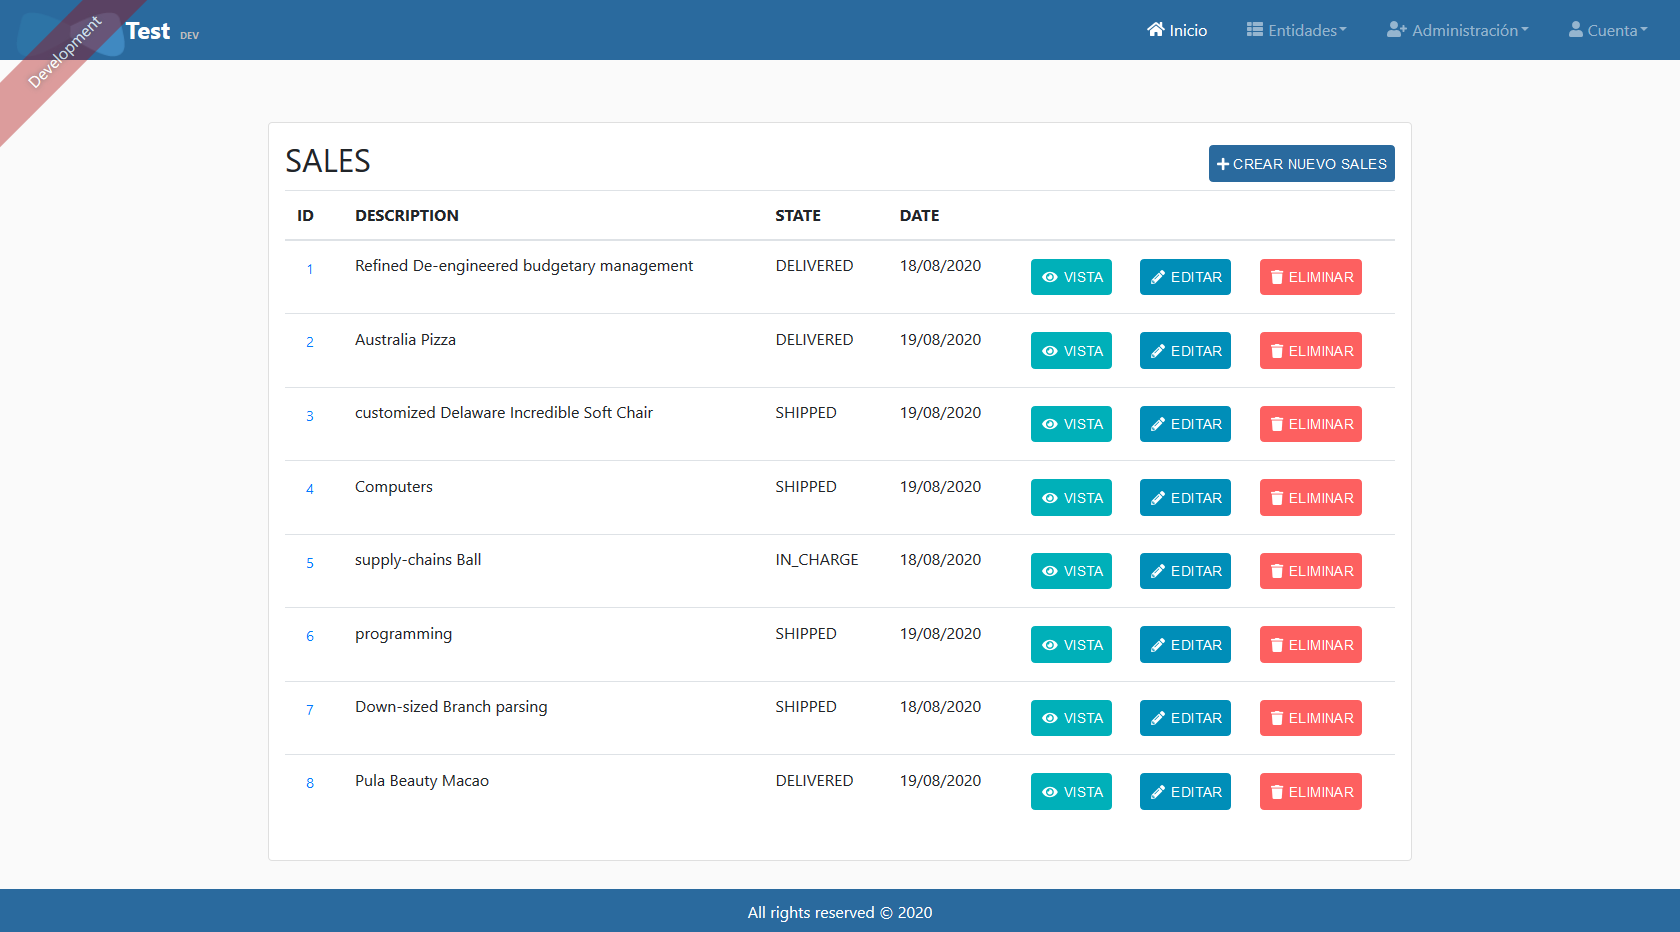 Development
Test DEV
Inicio Entidades Administración Cuenta
SALES
CREAR NUEVO SALES
ID DESCRIPTION STATE DATE
1 Refined De-engineered budgetary management DELIVERED 18/08/2020 VISTA EDITAR ELIMINAR
2 Australia Pizza DELIVERED 19/08/2020 VISTA EDITAR ELIMINAR
3 customized Delaware Incredible Soft Chair SHIPPED 19/08/2020 VISTA EDITAR ELIMINAR
4 Computers SHIPPED 19/08/2020 VISTA EDITAR ELIMINAR
5 supply-chains Ball IN_CHARGE 18/08/2020 VISTA EDITAR ELIMINAR
6 programming SHIPPED 19/08/2020 VISTA EDITAR ELIMINAR
7 Down-sized Branch parsing SHIPPED 18/08/2020 VISTA EDITAR ELIMINAR
8 Pula Beauty Macao DELIVERED 19/08/2020 VISTA EDITAR ELIMINAR
All rights reserved © 2020